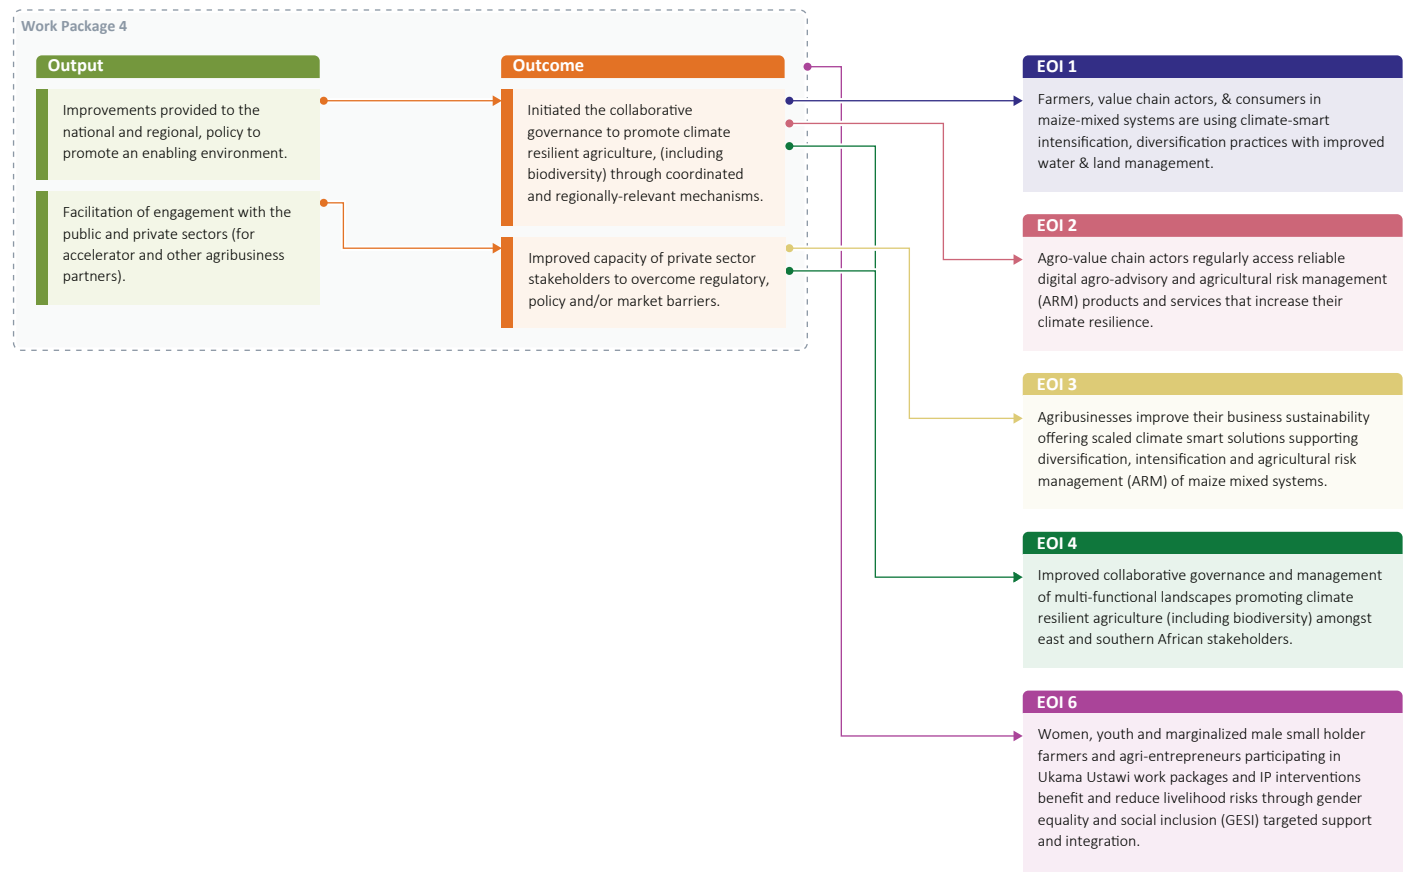 Work Package 4
Output
Improvements provided to the
national and regional, policy to
promote an enabling environment.
Facilitation of engagement with the
public and private sectors (for
accelerator and other agribusiness
partners).
Outcome
Initiated the collaborative
governance to promote climate
resilient agriculture, (including
biodiversity) through coordinated
and regionally-relevant mechanisms.
Improved capacity of private sector
stakeholders to overcome regulatory,
policy and/or market barriers.
EOI 1
Farmers, value chain actors, & consumers in
maize-mixed systems are using climate-smart
intensification, diversification practices with improved
water & land management.
EOI 2
Agro-value chain actors regularly access reliable
digital agro-advisory and agricultural risk management
(ARM) products and services that increase their
climate resilience.
EOI 3
Agribusinesses improve their business sustainability
offering scaled climate smart solutions supporting
diversification, intensification and agricultural risk
management (ARM) of maize mixed systems.
EOI 4
Improved collaborative governance and management
of multi-functional landscapes promoting climate
resilient agriculture (including biodiversity) amongst
east and southern African stakeholders.
EOI 6
Women, youth and marginalized male small holder
farmers and agri-entrepreneurs participating in
Ukama Ustawi work packages and IP interventions
benefit and reduce livelihood risks through gender
equality and social inclusion (GESI) targeted support
and integration.